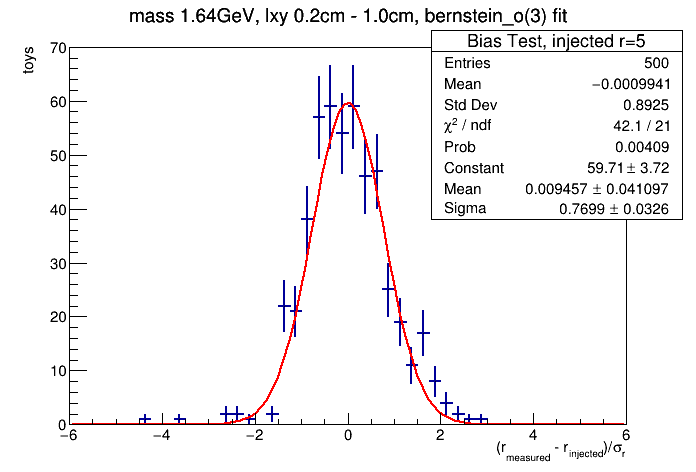 mass 1.64GeV, lxy 0.2cm - 1.0cm, bernstein_o(3) fit
toys
Bias Test, injected r=5
Entries 500
Mean −0.0009941
Std Dev 0.8925
χ² / ndf 42.1 / 21
Prob 0.00409
Constant 59.71 ± 3.72
Mean 0.009457 ± 0.041097
Sigma 0.7699 ± 0.0326
70
60
50
40
30
20
10
0
−6 −4 −2 0 2 4 6
(r_measured - r_injected)/σ_r